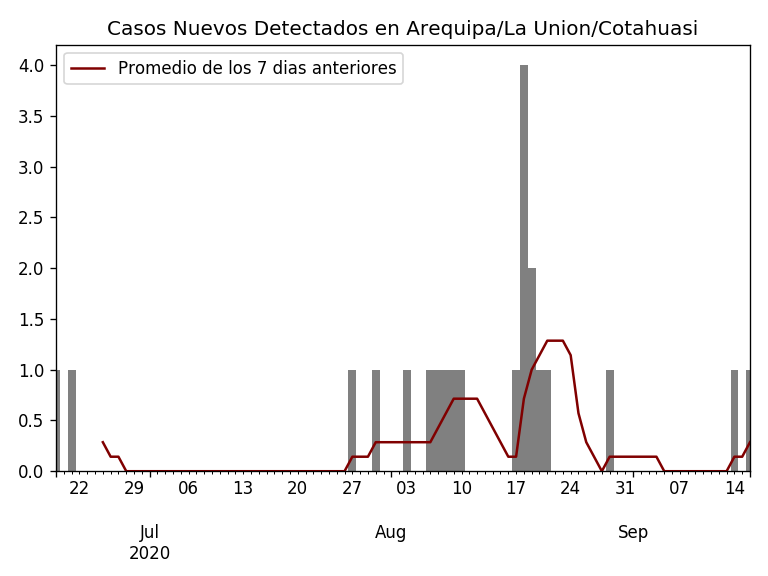 Casos Nuevos Detectados en Arequipa/La Union/Cotahuasi
Promedio de los 7 dias anteriores
4.0
3.5
3.0
2.5
2.0
1.5
1.0
0.5
0.0
22 29 06 13 20 27 03 10 17 24 31 07 14
Jul Aug Sep
2020